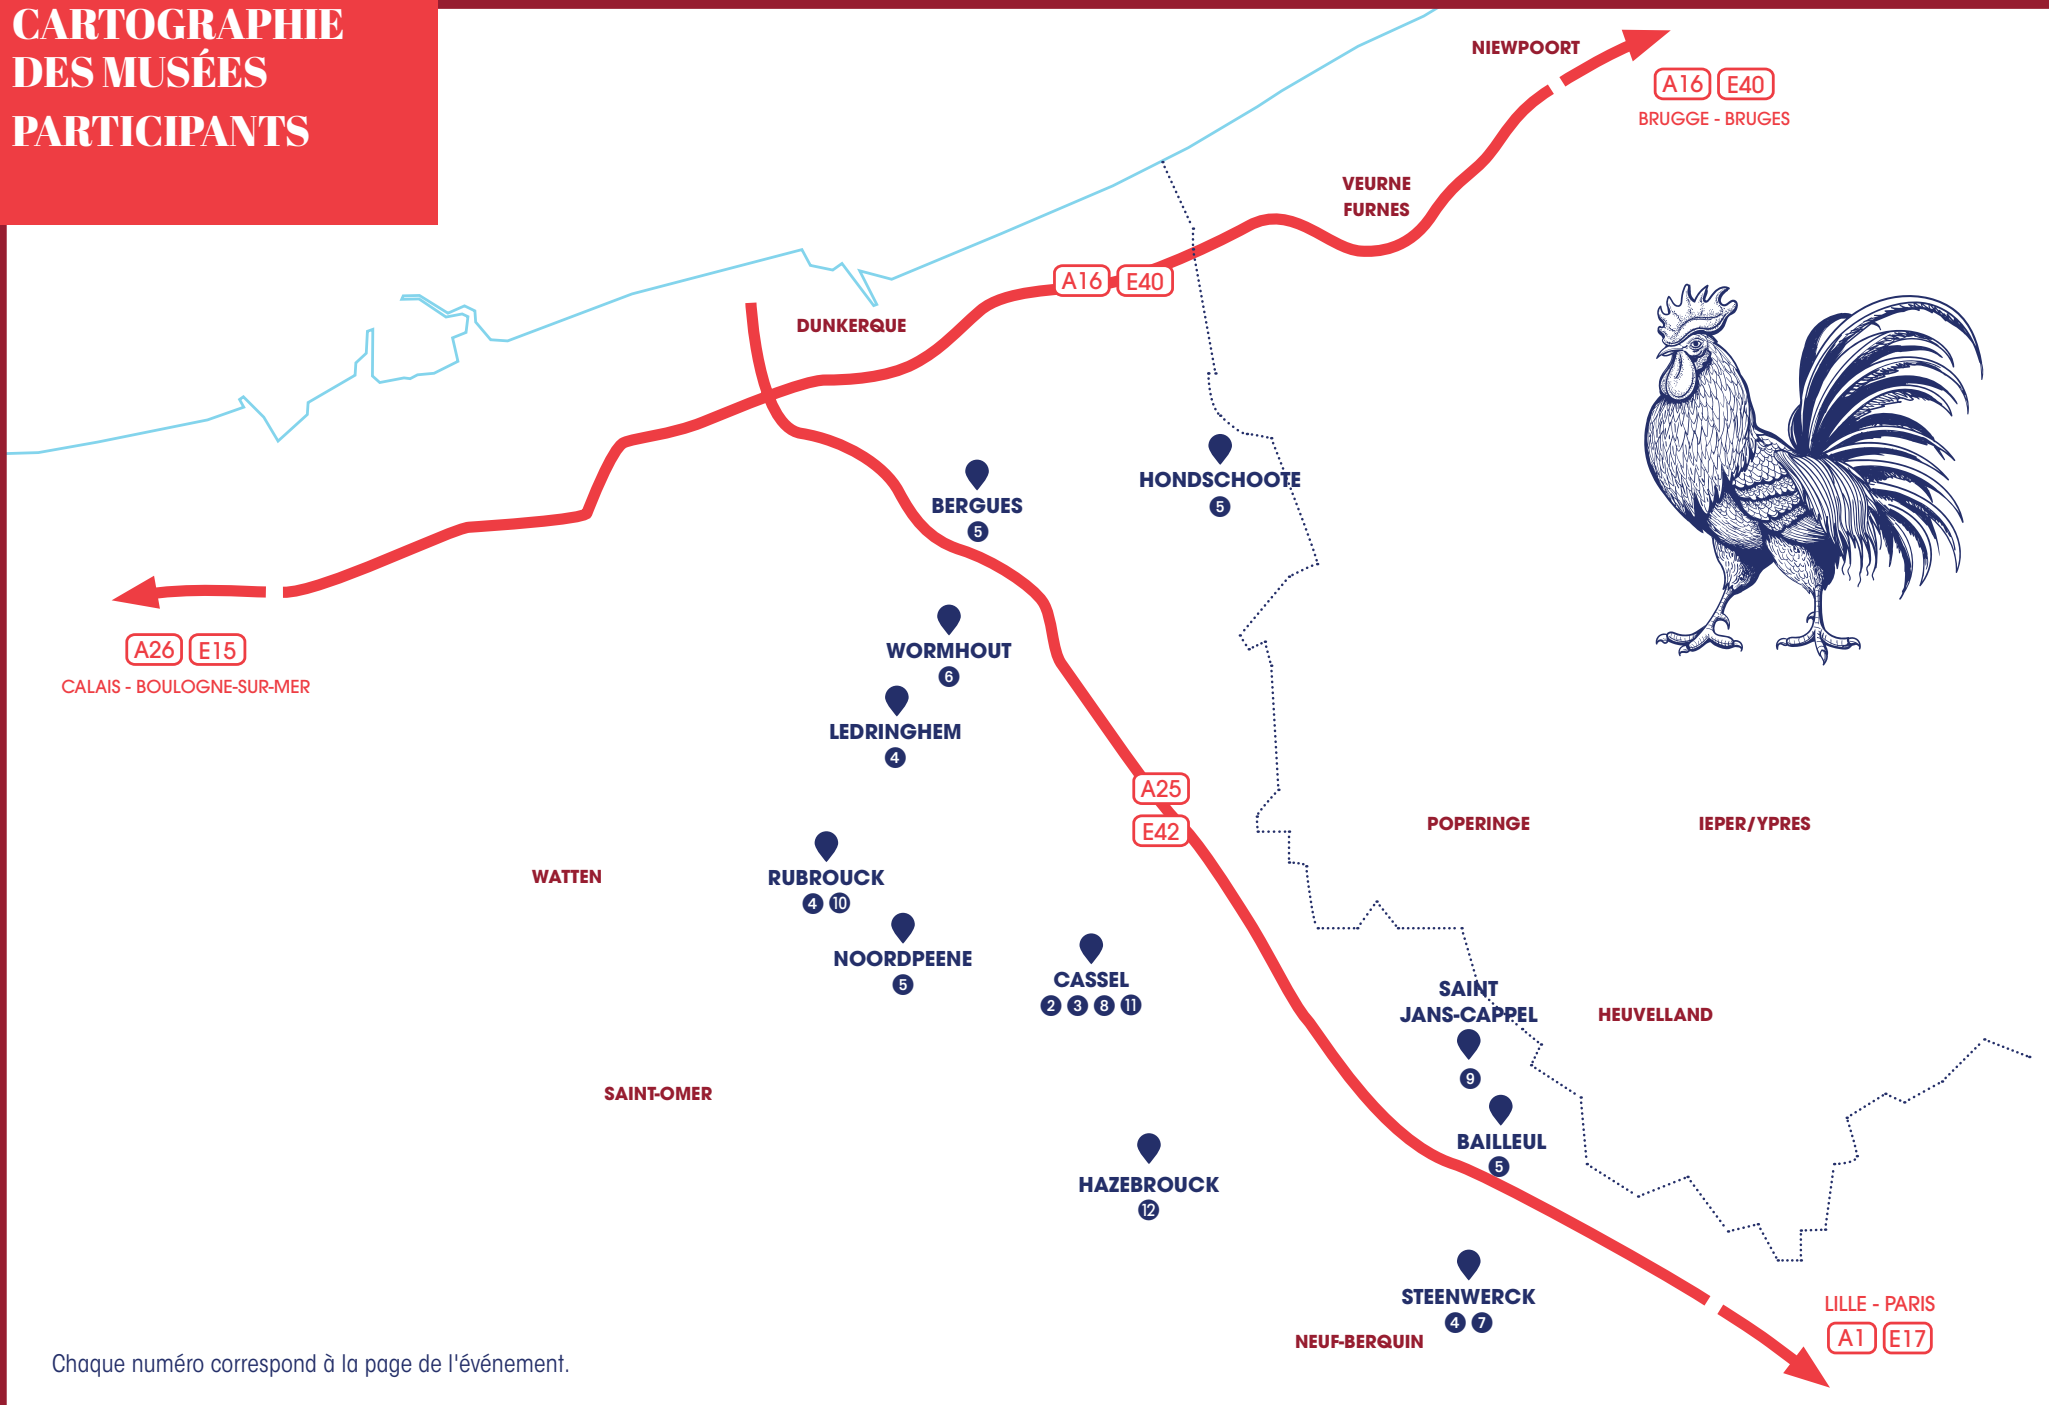 CARTOGRAPHIE
DES MUSÉES
PARTICIPANTS
NIEWPOORT
A16 E40
BRUGGE - BRUGES
VEURNE
FURNES
A16 E40
DUNKERQUE
HONDSCHOOTE
5
BERGUES
5
A26 E15
CALAIS - BOULOGNE-SUR-MER
WORMHOUT
6
LEDRINGHEM
4
A25
E42
POPERINGE
IEPER/YPRES
WATTEN
RUBROUCK
4 10
NOORDPEENE
5
CASSEL
2 3 8 11
SAINT
JANS-CAPPEL
9
HEUVELLAND
SAINT-OMER
BAILLEUL
5
HAZEBROUCK
12
STEENWERCK
4 7
NEUF-BERQUIN
LILLE - PARIS
A1 E17
Chaque numéro correspond à la page de l'événement.